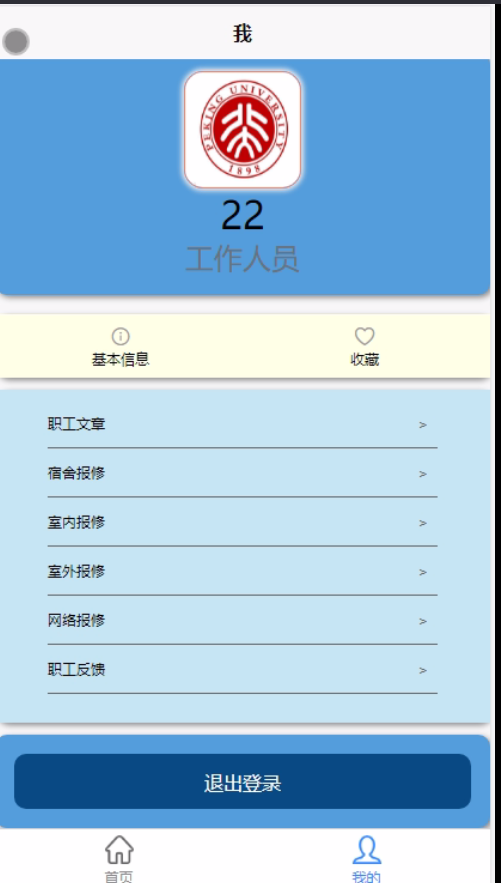 我
PEKING UNIVERSITY
1898
22
工作人员
基本信息
收藏
职工文章 >
宿舍报修 >
室内报修 >
室外报修 >
网络报修 >
职工反馈 >
退出登录
首页
我的